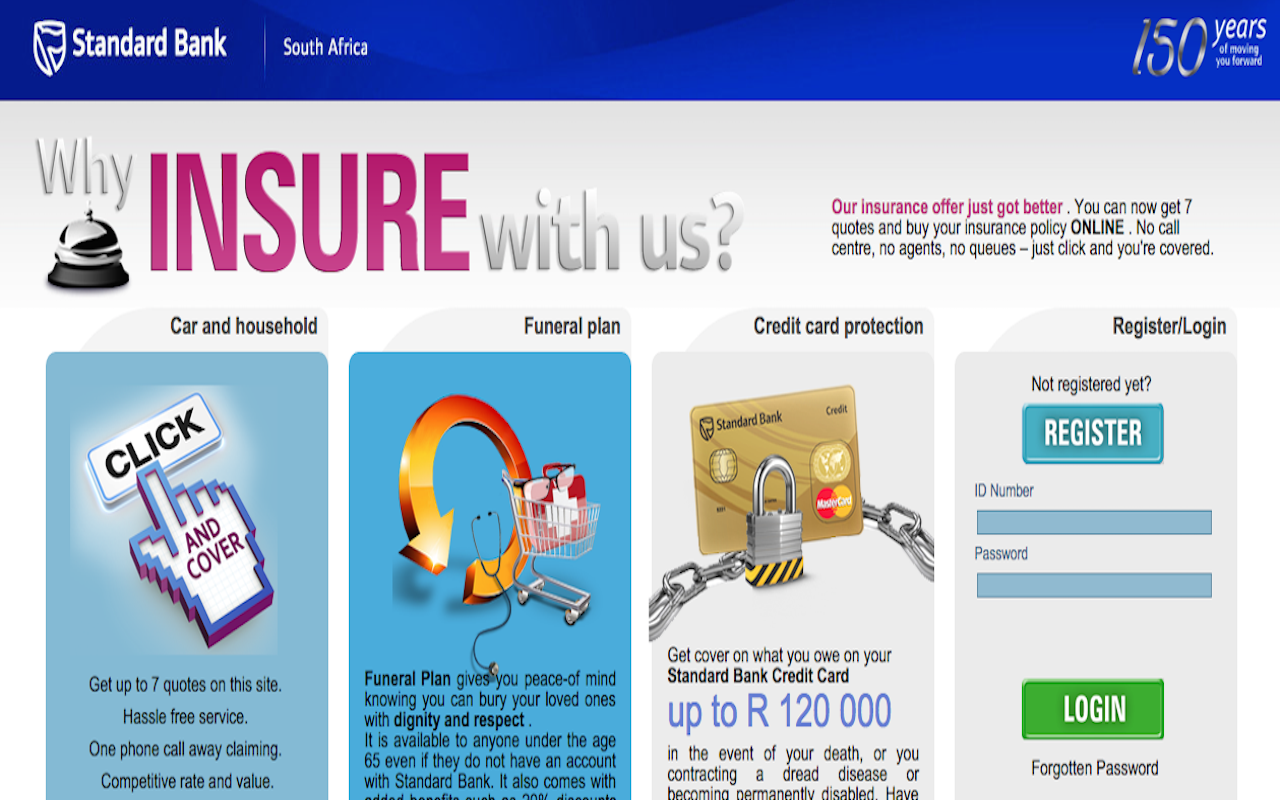 Standard Bank
South Africa
150 years
of moving
you forward
Why INSURE with us?
Our insurance offer just got better . You can now get 7
quotes and buy your insurance policy ONLINE . No call
centre, no agents, no queues – just click and you're covered.
Car and household
CLICK
AND
COVER
Get up to 7 quotes on this site.
Hassle free service.
One phone call away claiming.
Competitive rate and value.
Funeral plan
Funeral Plan gives you peace-of mind
knowing you can bury your loved ones
with dignity and respect .
It is available to anyone under the age
65 even if they do not have an account
with Standard Bank. It also comes with
added benefits such as 20% discounts
Credit card protection
Standard Bank
Credit
MasterCard
Get cover on what you owe on your
Standard Bank Credit Card
up to R 120 000
in the event of your death, or you
contracting a dread disease or
becoming permanently disabled. Have
Register/Login
Not registered yet?
REGISTER
ID Number
Password
LOGIN
Forgotten Password